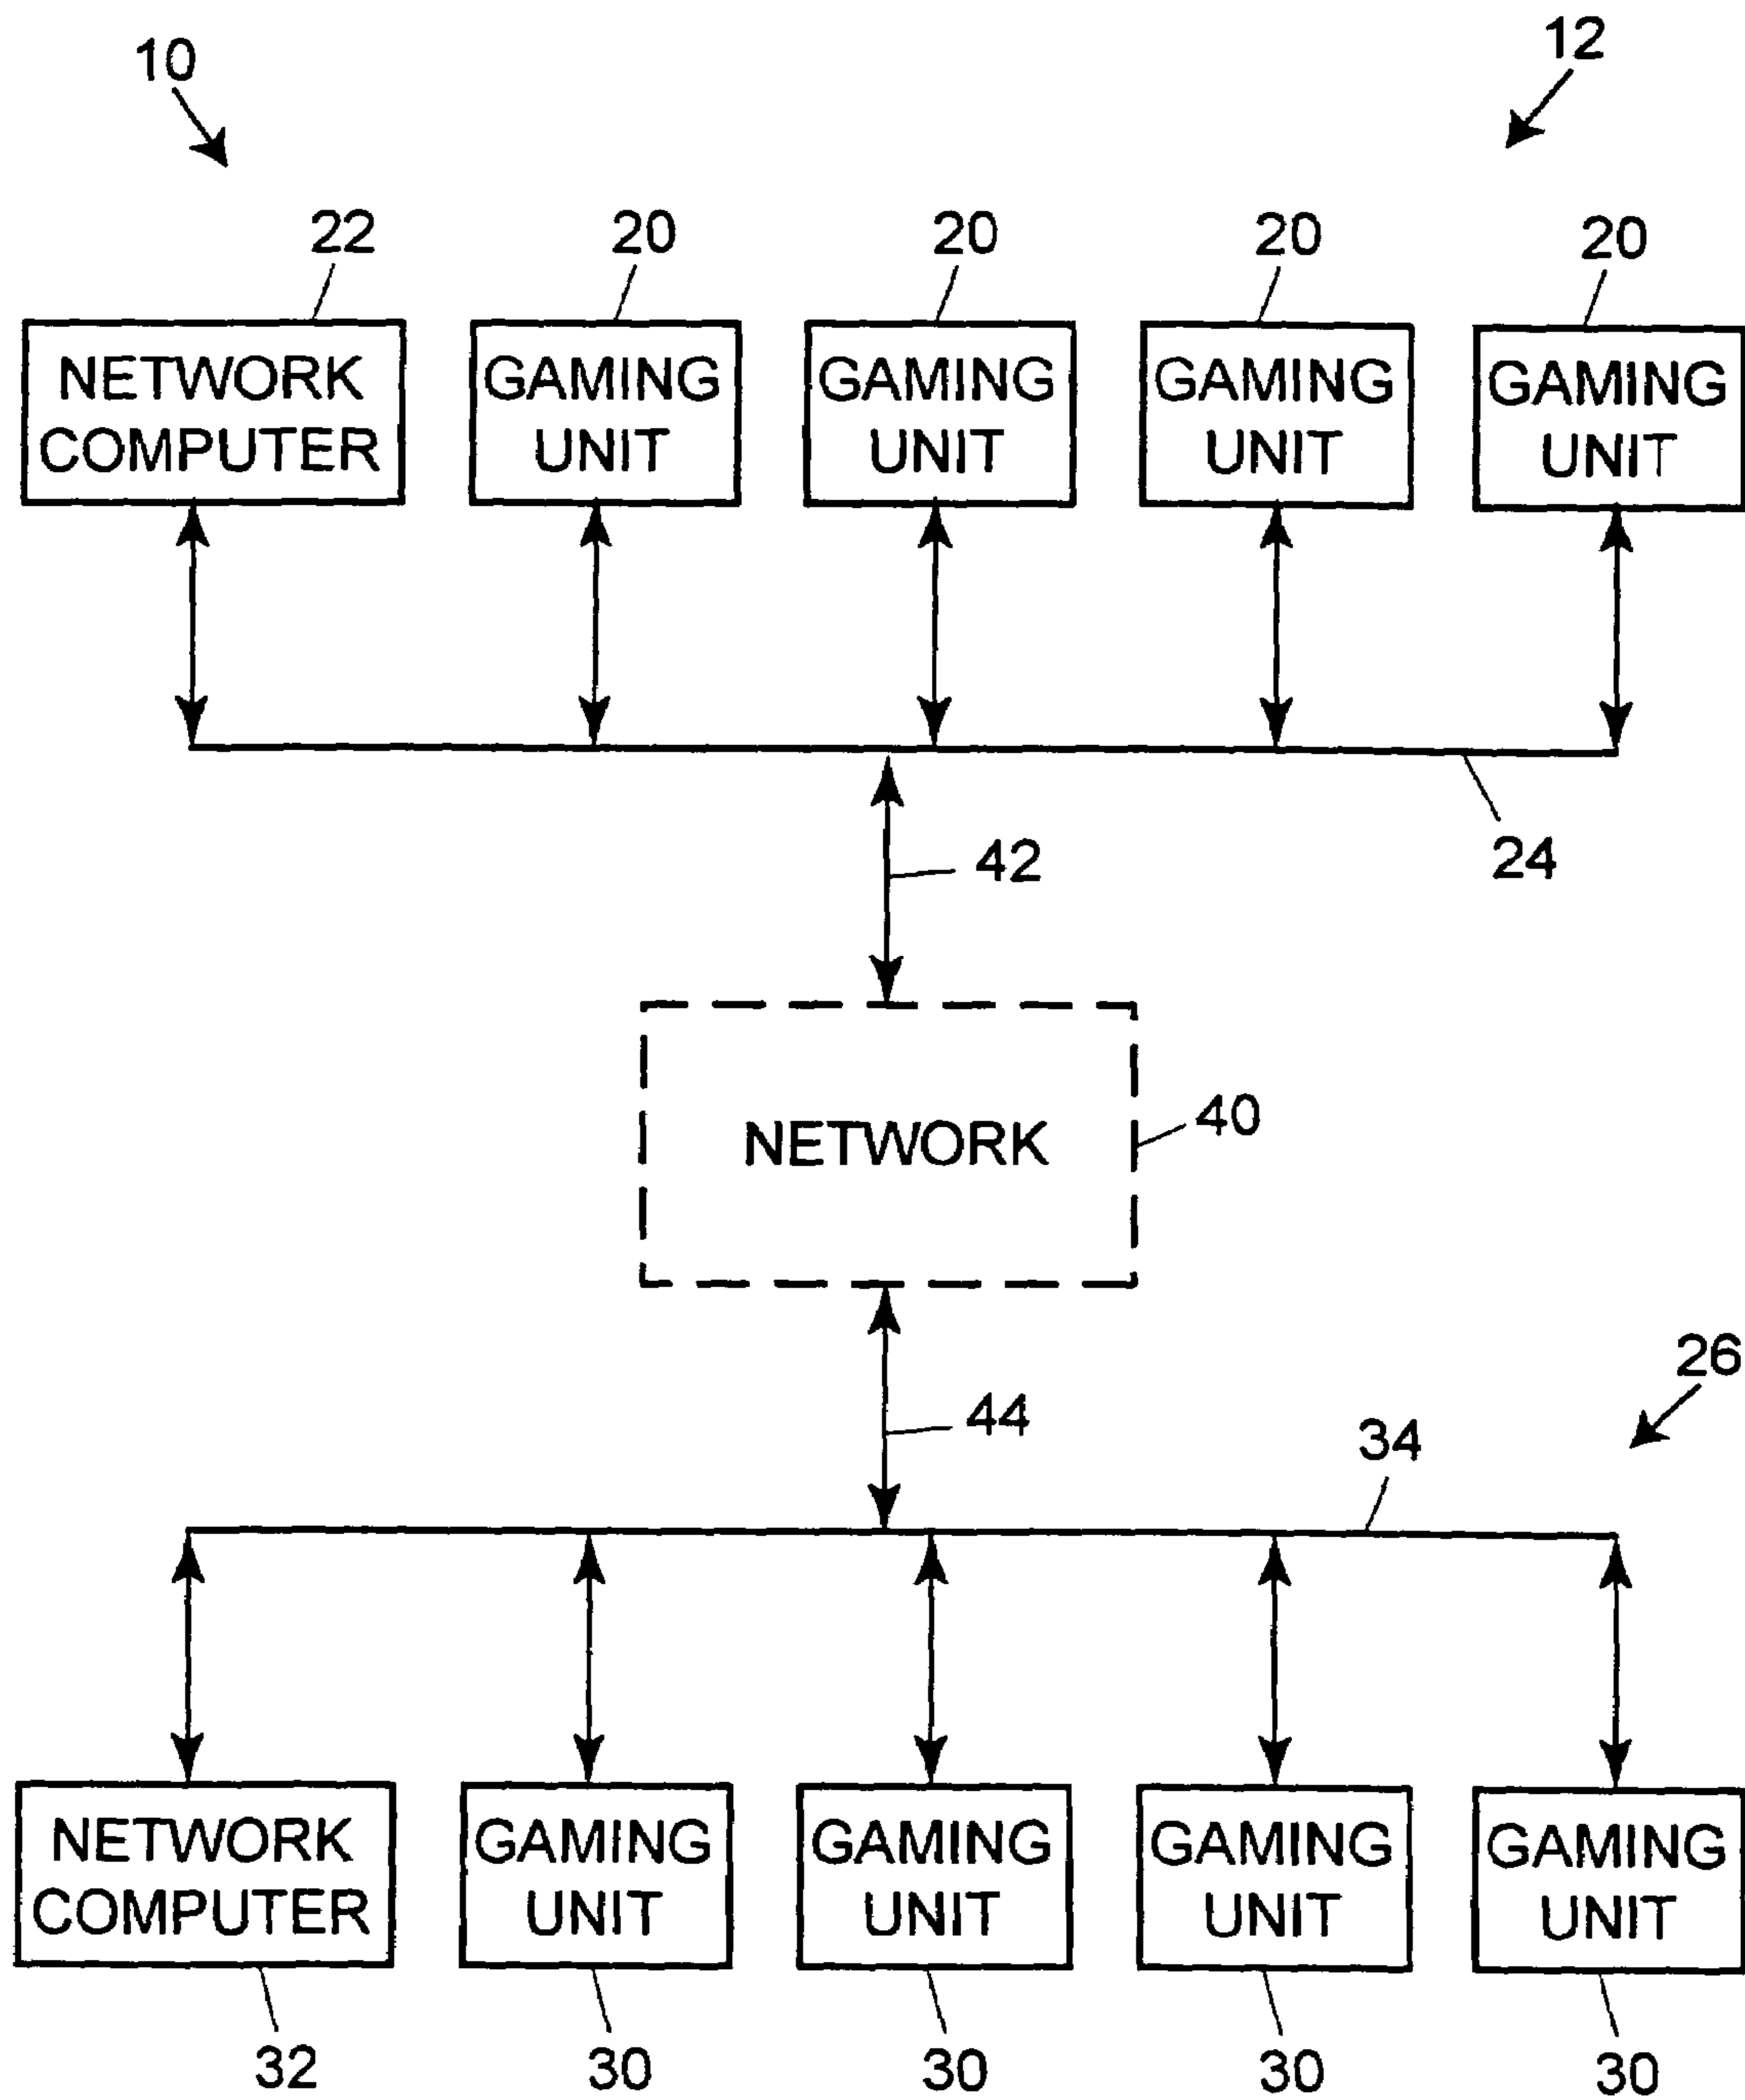 10
12
22
20
20
20
20
NETWORK
COMPUTER
GAMING
UNIT
GAMING
UNIT
GAMING
UNIT
GAMING
UNIT
24
42
NETWORK
40
26
44
34
NETWORK
COMPUTER
GAMING
UNIT
GAMING
UNIT
GAMING
UNIT
GAMING
UNIT
32
30
30
30
30